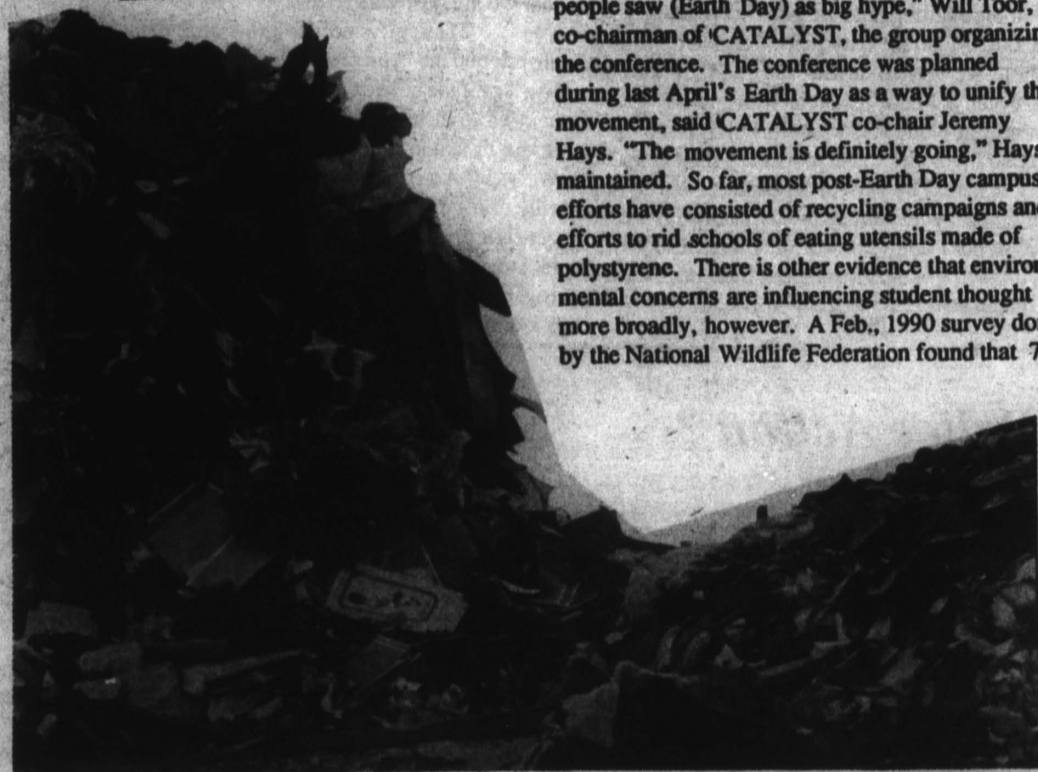 people saw (Earth Day) as big hype," Will Toor,
co-chairman of CATALYST, the group organizin
the conference. The conference was planned
during last April's Earth Day as a way to unify th
movement, said CATALYST co-chair Jeremy
Hays. "The movement is definitely going," Hays
maintained. So far, most post-Earth Day campus
efforts have consisted of recycling campaigns an
efforts to rid schools of eating utensils made of
polystyrene. There is other evidence that environ
mental concerns are influencing student thought
more broadly, however. A Feb., 1990 survey do
by the National Wildlife Federation found that 7